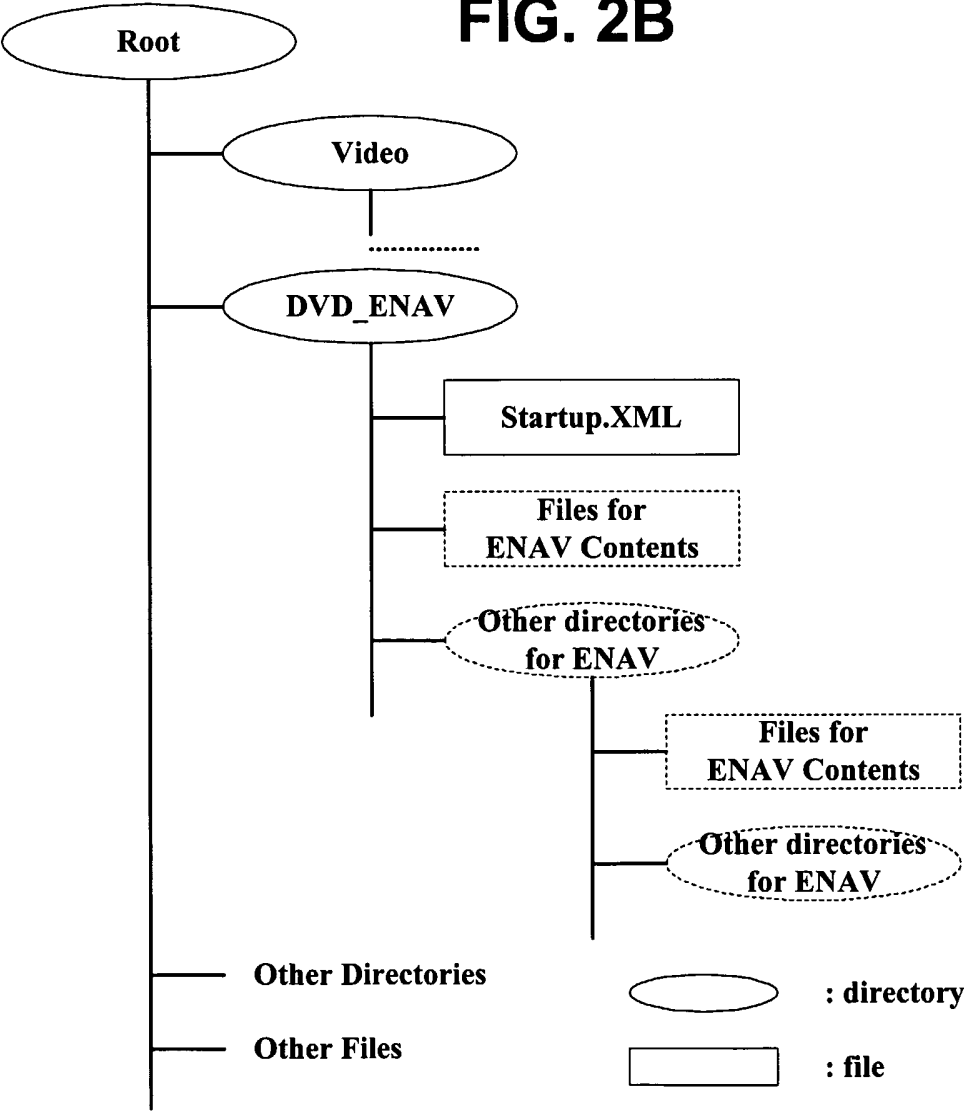 FIG. 2B
Root
Video
DVD_ENAV
Startup.XML
Files for
ENAV Contents
Other directories
for ENAV
Files for
ENAV Contents
Other directories
for ENAV
Other Directories
Other Files
: directory
: file